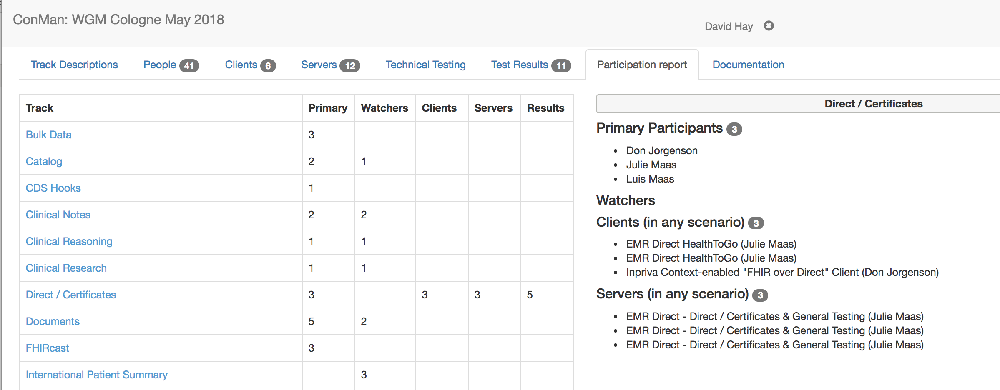 ConMan: WGM Cologne May 2018
David Hay
Track Descriptions People 41 Clients 6 Servers 12 Technical Testing Test Results 11 Participation report Documentation
Track Primary Watchers Clients Servers Results
Bulk Data 3
Catalog 2 1
CDS Hooks 1
Clinical Notes 2 2
Clinical Reasoning 1 1
Clinical Research 1 1
Direct / Certificates 3 3 3 5
Documents 5 2
FHIRcast 3
International Patient Summary 3
Direct / Certificates
Primary Participants 3
• Don Jorgenson
• Julie Maas
• Luis Maas
Watchers
Clients (in any scenario) 3
• EMR Direct HealthToGo (Julie Maas)
• EMR Direct HealthToGo (Julie Maas)
• Inpriva Context-enabled "FHIR over Direct" Client (Don Jorgenson)
Servers (in any scenario) 3
• EMR Direct - Direct / Certificates & General Testing (Julie Maas)
• EMR Direct - Direct / Certificates & General Testing (Julie Maas)
• EMR Direct - Direct / Certificates & General Testing (Julie Maas)